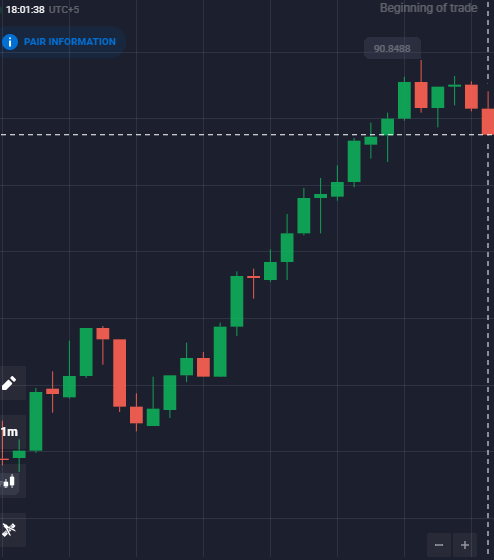 18:01:38 UTC+5
Beginning of trade
PAIR INFORMATION
90.8488
1m